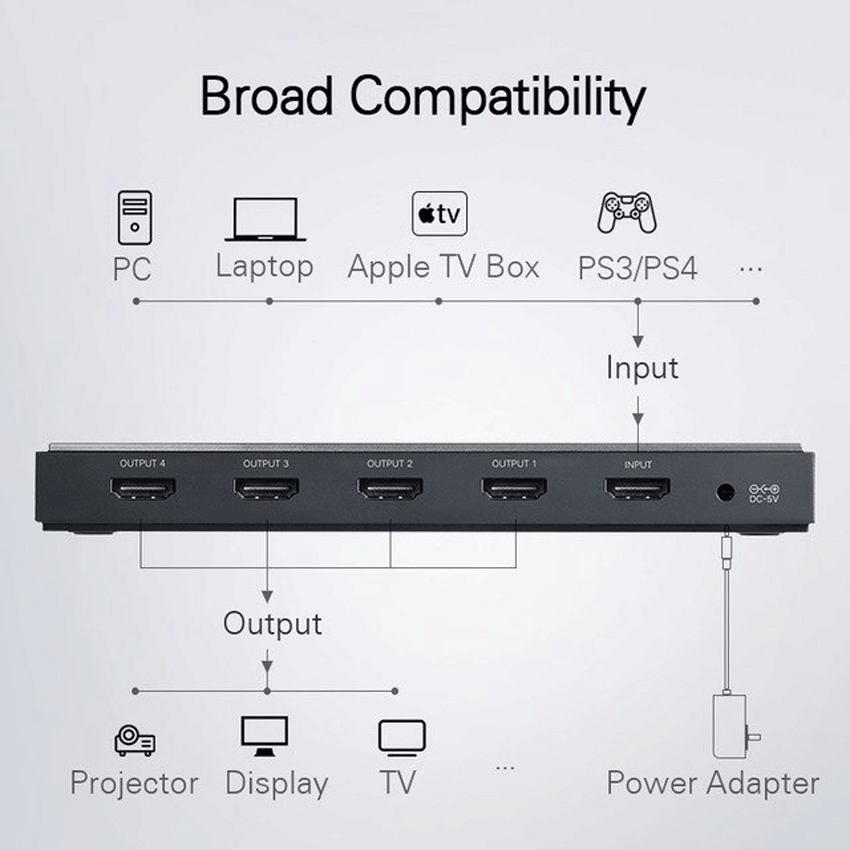 Broad Compatibility
tv
PC Laptop Apple TV Box PS3/PS4 ...
Input
OUTPUT 4 OUTPUT 3 OUTPUT 2 OUTPUT 1 INPUT
DC-5V
Output
Projector Display TV ... Power Adapter